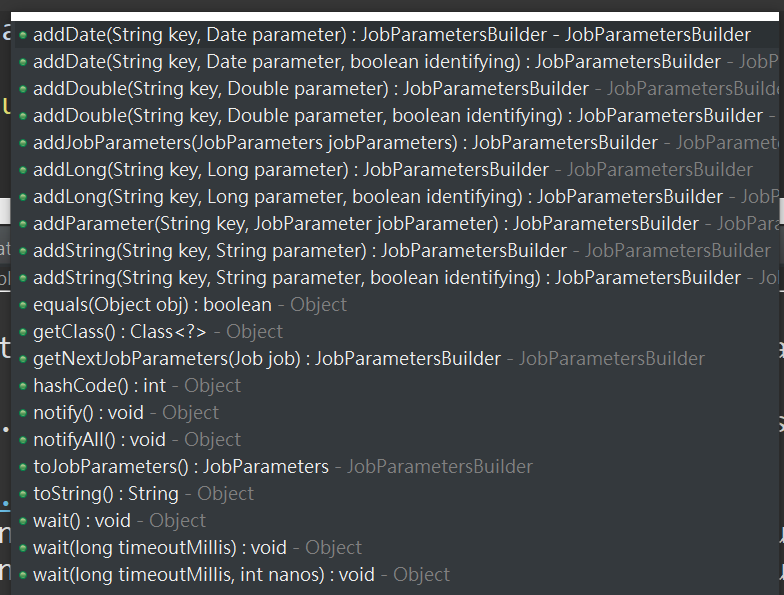 addDate(String key, Date parameter) : JobParametersBuilder - JobParametersBuilder
addDate(String key, Date parameter, boolean identifying) : JobParametersBuilder - JobP
addDouble(String key, Double parameter) : JobParametersBuilder - JobParametersBuilde
addDouble(String key, Double parameter, boolean identifying) : JobParametersBuilder -
addJobParameters(JobParameters jobParameters) : JobParametersBuilder - JobParamete
addLong(String key, Long parameter) : JobParametersBuilder - JobParametersBuilder
addLong(String key, Long parameter, boolean identifying) : JobParametersBuilder - JobP
addParameter(String key, JobParameter jobParameter) : JobParametersBuilder - JobPara
addString(String key, String parameter) : JobParametersBuilder - JobParametersBuilder
addString(String key, String parameter, boolean identifying) : JobParametersBuilder - Jo
equals(Object obj) : boolean - Object
getClass() : Class<?> - Object
getNextJobParameters(Job job) : JobParametersBuilder - JobParametersBuilder
hashCode() : int - Object
notify() : void - Object
notifyAll() : void - Object
toJobParameters() : JobParameters - JobParametersBuilder
toString() : String - Object
wait() : void - Object
wait(long timeoutMillis) : void - Object
wait(long timeoutMillis, int nanos) : void - Object